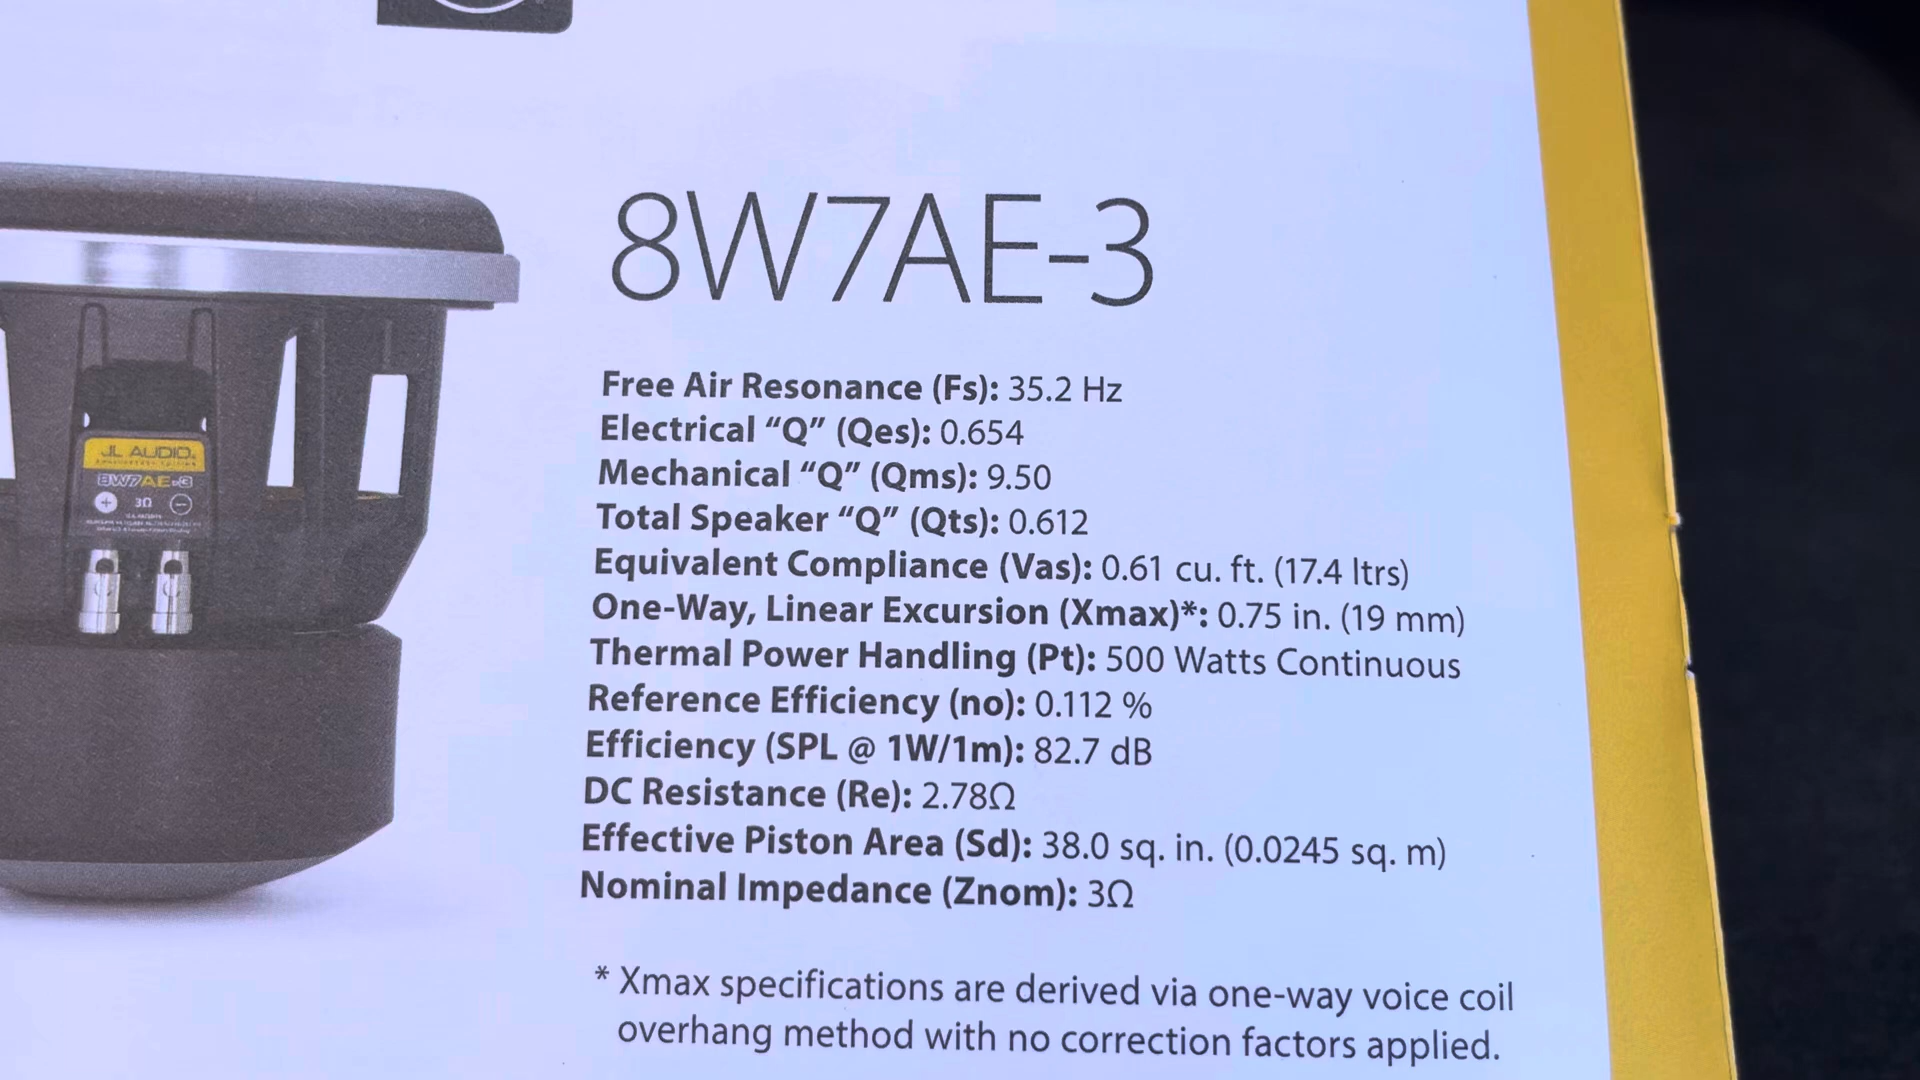 8W7AE-3
Free Air Resonance (Fs): 35.2 Hz
Electrical “Q” (Qes): 0.654
Mechanical “Q” (Qms): 9.50
Total Speaker “Q” (Qts): 0.612
Equivalent Compliance (Vas): 0.61 cu. ft. (17.4 ltrs)
One-Way, Linear Excursion (Xmax)*: 0.75 in. (19 mm)
Thermal Power Handling (Pt): 500 Watts Continuous
Reference Efficiency (no): 0.112 %
Efficiency (SPL @ 1W/1m): 82.7 dB
DC Resistance (Re): 2.78Ω
Effective Piston Area (Sd): 38.0 sq. in. (0.0245 sq. m)
Nominal Impedance (Znom): 3Ω
* Xmax specifications are derived via one-way voice coil
overhang method with no correction factors applied.
JL AUDIO
8W7AE-3
+ 3Ω −